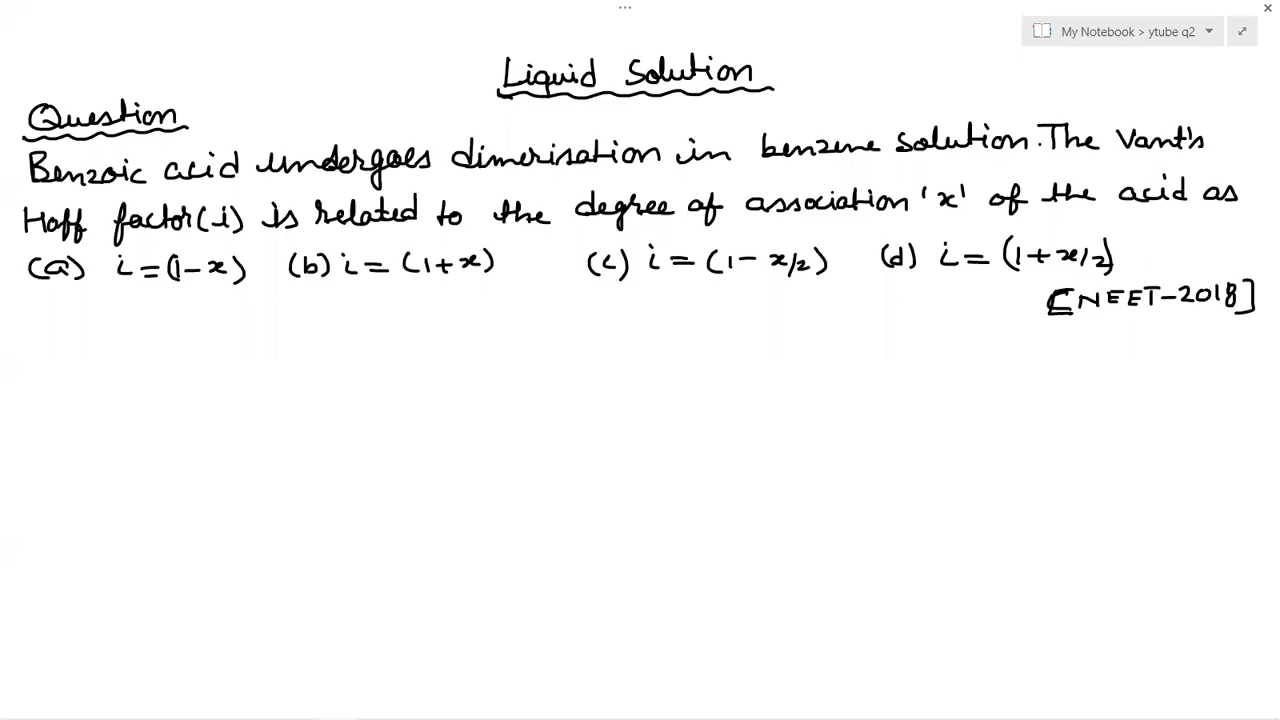 My Notebook > ytube q2
Liquid Solution
Question
Benzoic acid undergoes dimerisation in benzene solution. The Vant's
Hoff factor (i) is related to the degree of association 'x' of the acid as
(a) i = (1-x) (b) i = (1+x) (c) i = (1- x/2) (d) i = (1+x/2)
[NEET-2018]